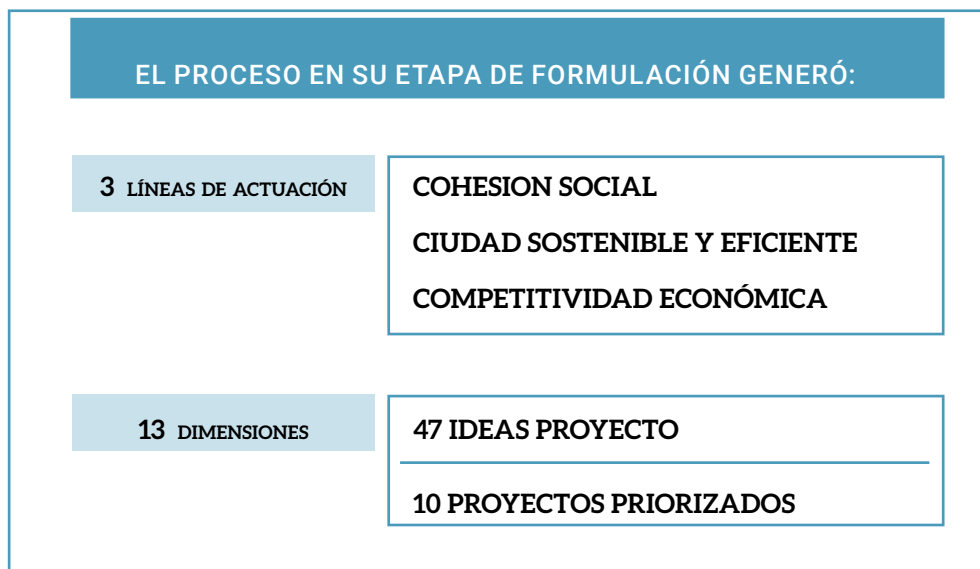 EL PROCESO EN SU ETAPA DE FORMULACIÓN GENERÓ:
3 LÍNEAS DE ACTUACIÓN
COHESION SOCIAL
CIUDAD SOSTENIBLE Y EFICIENTE
COMPETITIVIDAD ECONÓMICA
13 DIMENSIONES
47 IDEAS PROYECTO
10 PROYECTOS PRIORIZADOS